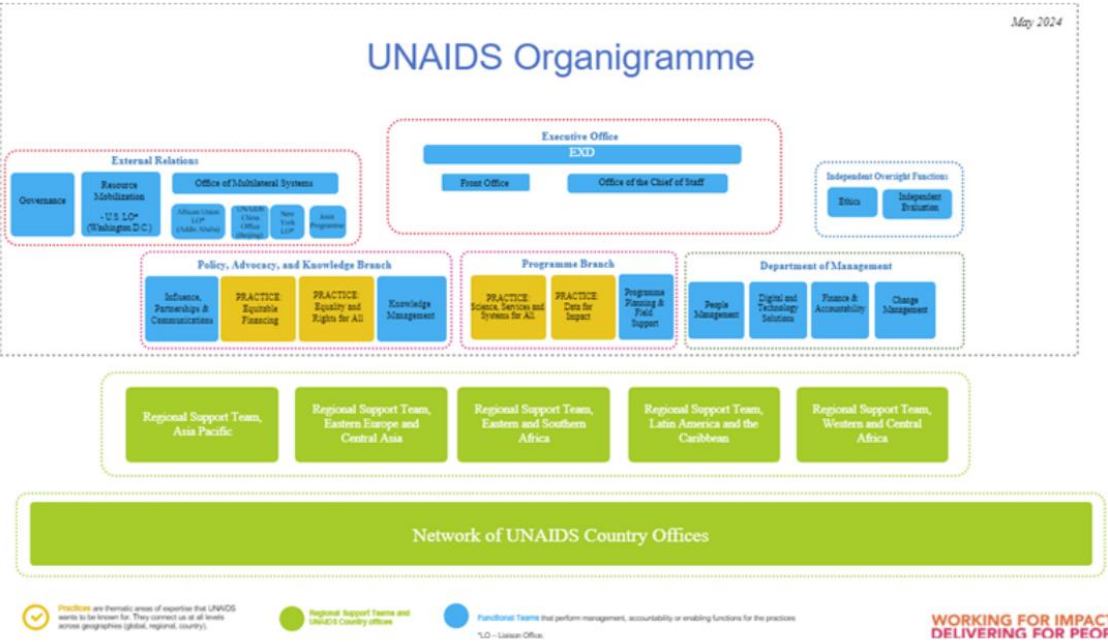 May 2024
UNAIDS Organigramme
Executive Office
EXD
Front Office
Office of the Chief of Staff
External Relations
Governance
Resource
Mobilization
- U.S. LO*
(Washington D.C.)
Office of Multilateral Systems
African Union
LO*
(Addis Ababa)
UNAIDS
China
Office
(Beijing)
New
York
LO*
Joint
Programme
Independent Oversight Functions
Ethics
Independent
Evaluation
Policy, Advocacy, and Knowledge Branch
Influence,
Partnerships &
Communications
PRACTICE:
Equitable
Financing
PRACTICE:
Equality and
Rights for All
Knowledge
Management
Programme Branch
PRACTICE:
Science, Services and
Systems for All
PRACTICE:
Data for
Impact
Programme
Planning &
Field
Support
Department of Management
People
Management
Digital and
Technology
Solutions
Finance &
Accountability
Change
Management
Regional Support Team,
Asia Pacific
Regional Support Team,
Eastern Europe and
Central Asia
Regional Support Team,
Eastern and Southern
Africa
Regional Support Team,
Latin America and the
Caribbean
Regional Support Team,
Western and Central
Africa
Network of UNAIDS Country Offices
Practices are thematic areas of expertise that UNAIDS
wants to be known for. They connect us at all levels
across geographies (global, regional, country).
Regional Support Teams and
UNAIDS Country offices
Functional Teams that perform management, accountability or enabling functions for the practices
*LO – Liaison Office.
WORKING FOR IMPACT
DELIVERING FOR PEO